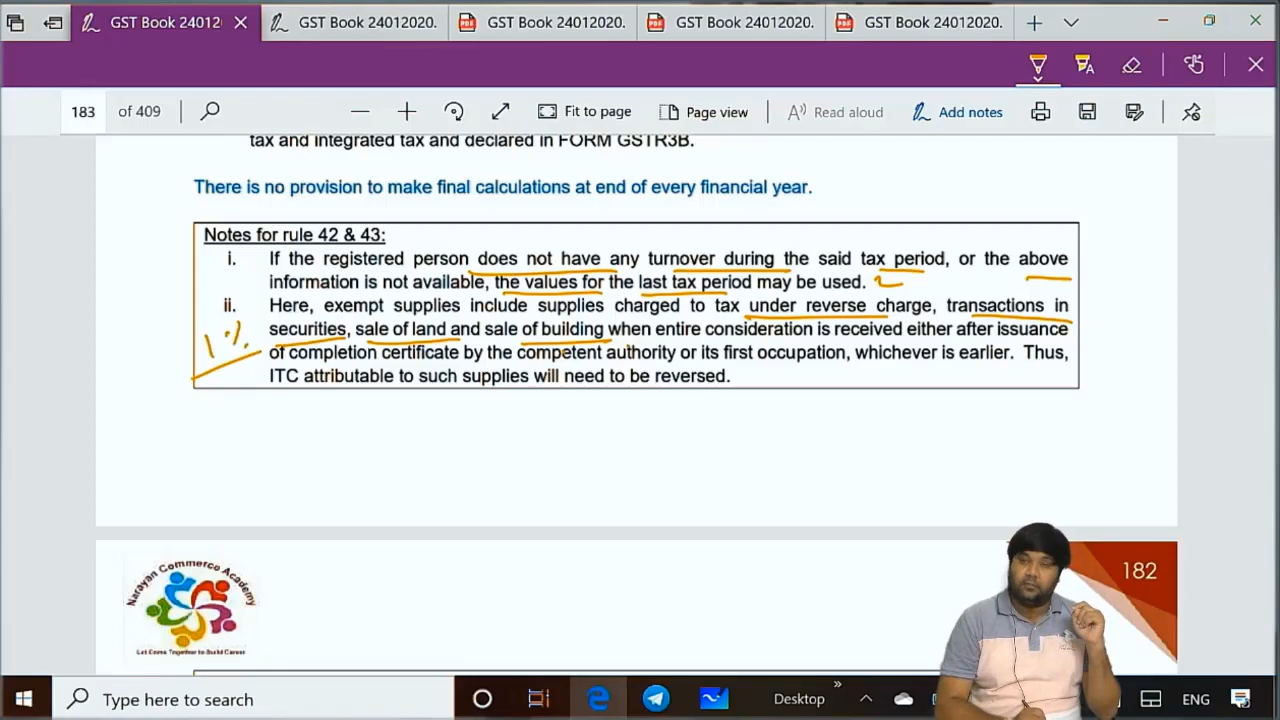 GST Book 2401202
GST Book 24012020.
GST Book 24012020.
GST Book 24012020.
GST Book 24012020.
183 of 409
Fit to page
Page view
Read aloud
Add notes
tax and integrated tax and declared in FORM GSTR3B.
There is no provision to make final calculations at end of every financial year.
Notes for rule 42 & 43:
i. If the registered person does not have any turnover during the said tax period, or the above
information is not available, the values for the last tax period may be used.
ii. Here, exempt supplies include supplies charged to tax under reverse charge, transactions in
securities, sale of land and sale of building when entire consideration is received either after issuance
1%
of completion certificate by the competent authority or its first occupation, whichever is earlier. Thus,
ITC attributable to such supplies will need to be reversed.
Narayan Commerce Academy
Let Come Together to Build Career
182
Type here to search
Desktop
ENG